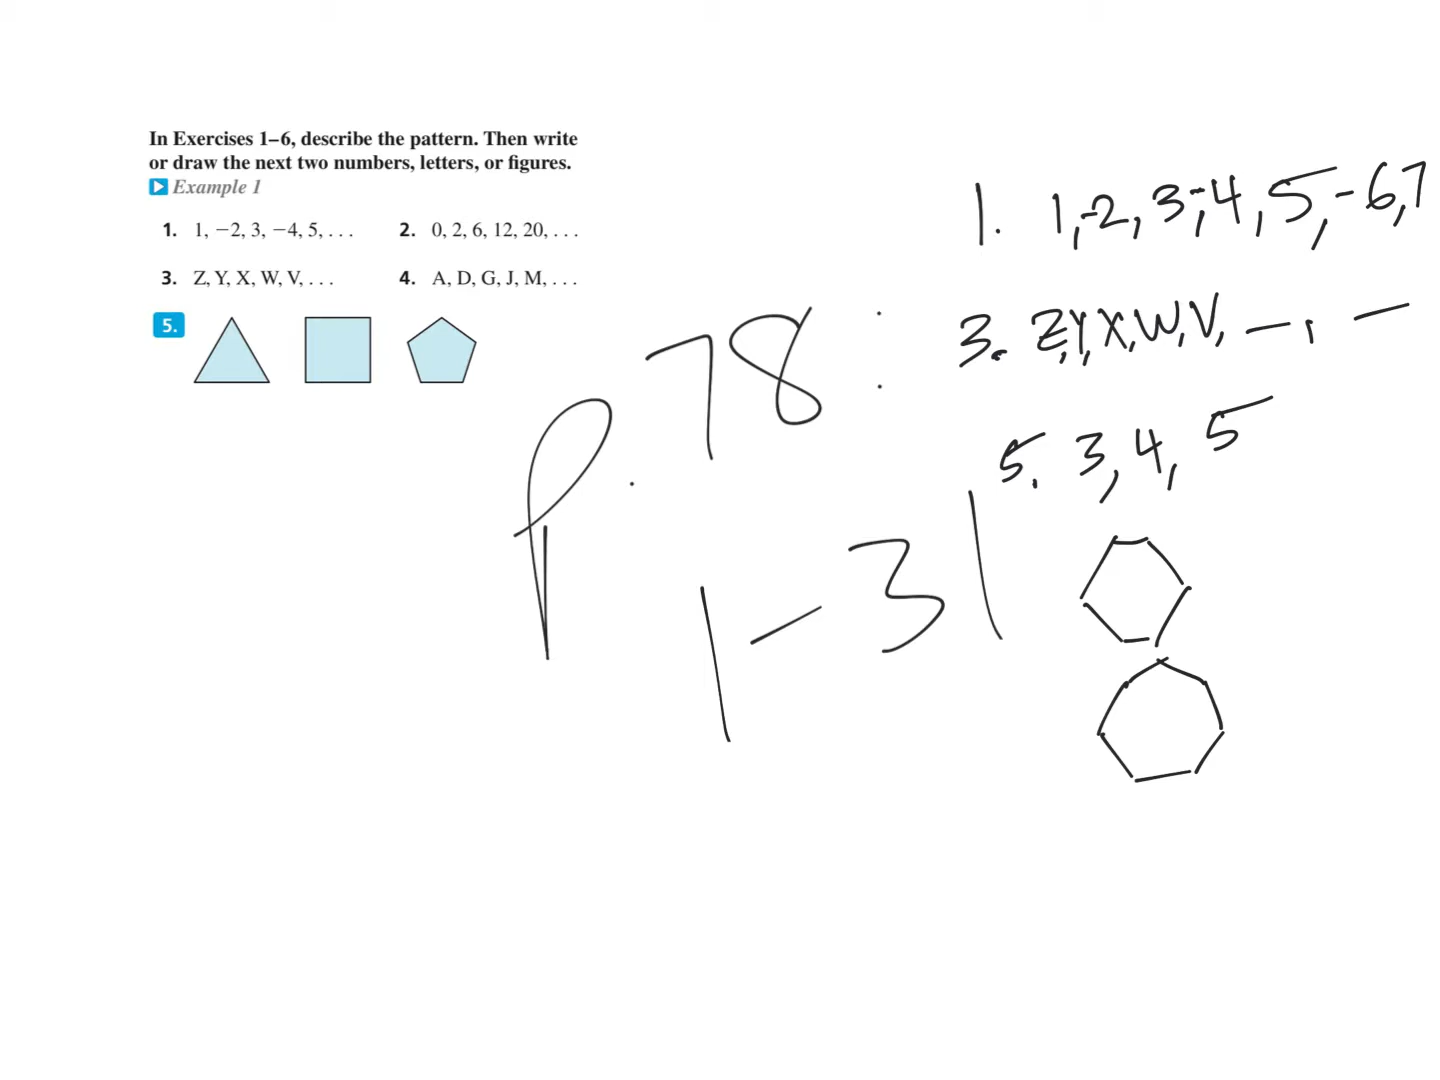 In Exercises 1–6, describe the pattern. Then write
or draw the next two numbers, letters, or figures.
Example 1
1. 1, −2, 3, −4, 5, . . .
2. 0, 2, 6, 12, 20, . . .
3. Z, Y, X, W, V, . . .
4. A, D, G, J, M, . . .
5.
p. 78 :
1-31
1. 1, -2, 3, -4, 5, -6, 7
3. Z, Y, X, W, V, —, —
5. 3, 4, 5